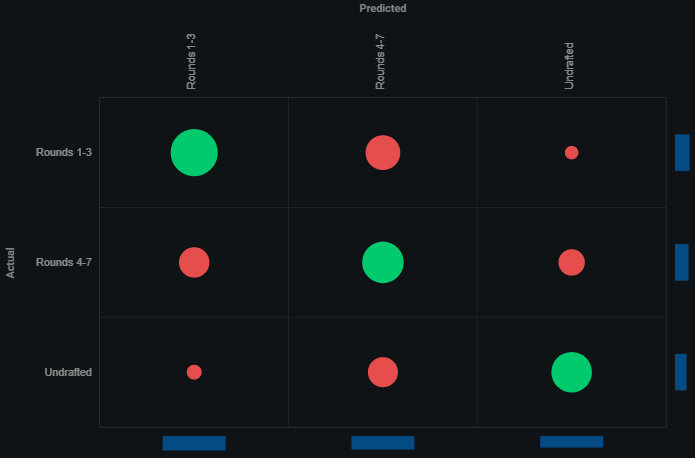 Predicted
Rounds 1-3
Rounds 4-7
Undrafted
Rounds 1-3
Actual
Rounds 4-7
Undrafted